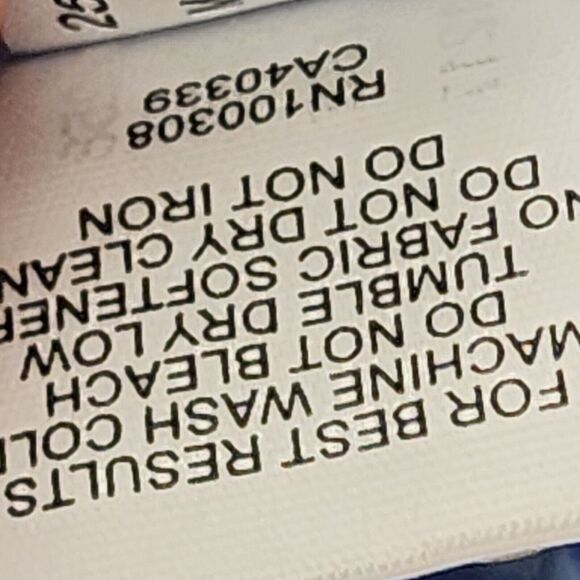 FOR BEST RESULTS
MACHINE WASH COLD
DO NOT BLEACH
TUMBLE DRY LOW
NO FABRIC SOFTENER
DO NOT DRY CLEAN
DO NOT IRON
RN100308
CA40339